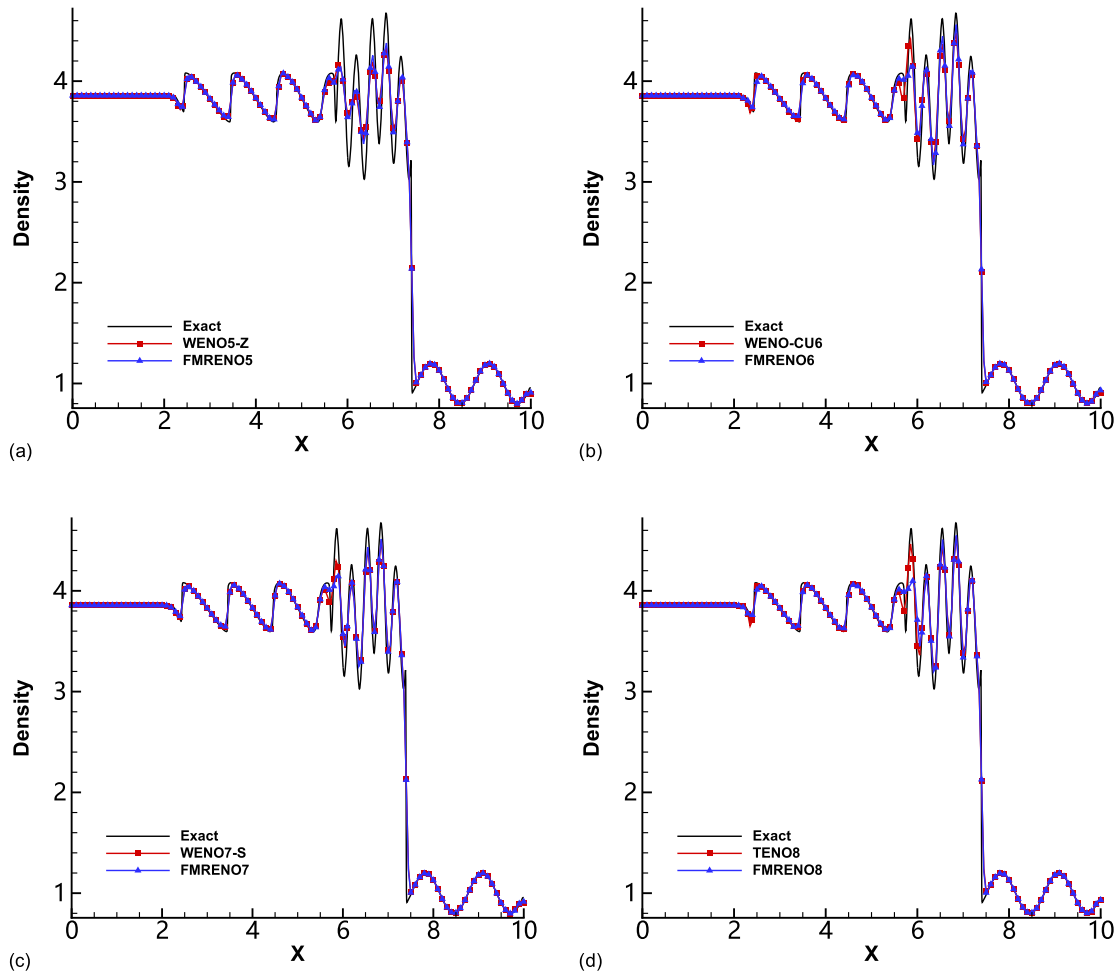 4
3
2
1
Density
Exact
WENO5-Z
FMRENO5
0 2 4 6 8 10
X
(a)
4
3
2
1
Density
Exact
WENO-CU6
FMRENO6
0 2 4 6 8 10
X
(b)
4
3
2
1
Density
Exact
WENO7-S
FMRENO7
0 2 4 6 8 10
X
(c)
4
3
2
1
Density
Exact
TENO8
FMRENO8
0 2 4 6 8 10
X
(d)